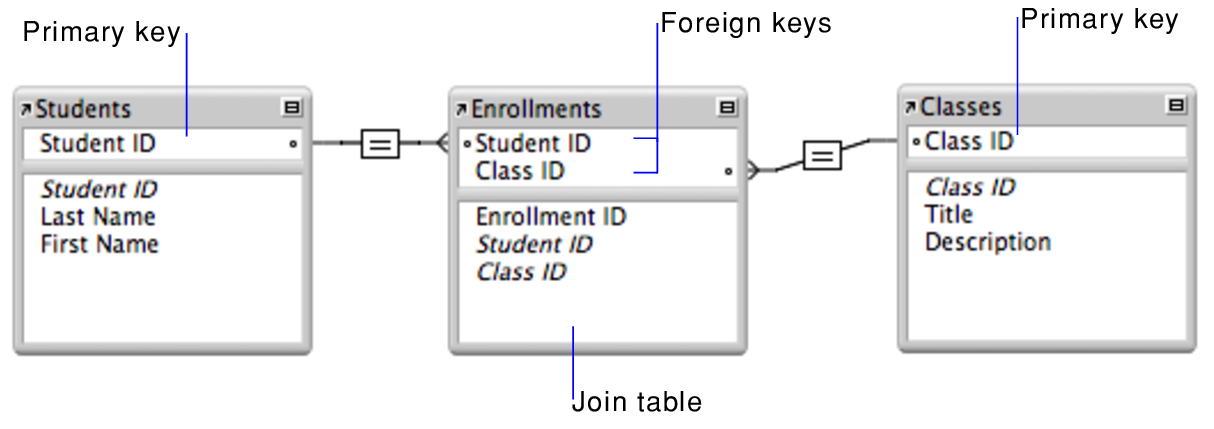 Primary key
Foreign keys
Primary key
Students
Student ID
Student ID
Last Name
First Name
Enrollments
Student ID
Class ID
Enrollment ID
Student ID
Class ID
Classes
Class ID
Class ID
Title
Description
Join table